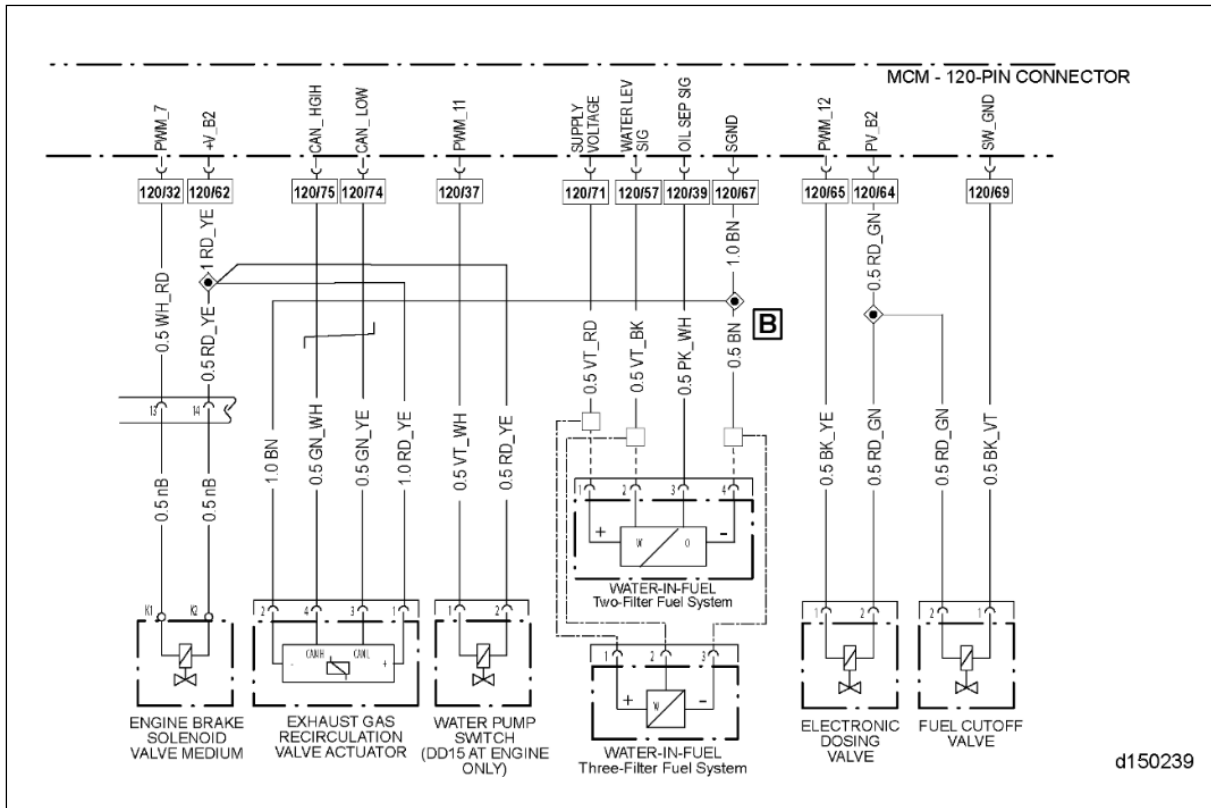 MCM - 120-PIN CONNECTOR
PWM_7
+V_B2
CAN_HGIH
CAN_LOW
PWM_11
SUPPLY
VOLTAGE
WATER LEV
SIG
OIL SEP SIG
SGND
PWM_12
PV_B2
SW_GND
120/32
120/62
120/75
120/74
120/37
120/71
120/57
120/39
120/67
120/65
120/64
120/69
0.5 WH_RD
1 RD_YE
0.5 RD_YE
1.0 BN
0.5 RD_GN
B
13
14
0.5 nB
0.5 nB
1.0 BN
0.5 GN_WH
0.5 GN_YE
1.0 RD_YE
0.5 VT_WH
0.5 RD_YE
0.5 VT_RD
0.5 VT_BK
0.5 PK_WH
0.5 BN
0.5 BK_YE
0.5 RD_GN
0.5 RD_GN
0.5 BK_VT
1
2
3
4
+
W
O
-
WATER-IN-FUEL
Two-Filter Fuel System
K1
K2
2
4
3
1
-
CANH
CANL
+
1
2
1
2
3
+
W
-
1
2
2
1
ENGINE BRAKE
SOLENOID
VALVE MEDIUM
EXHAUST GAS
RECIRCULATION
VALVE ACTUATOR
WATER PUMP
SWITCH
(DD15 AT ENGINE
ONLY)
WATER-IN-FUEL
Three-Filter Fuel System
ELECTRONIC
DOSING
VALVE
FUEL CUTOFF
VALVE
d150239